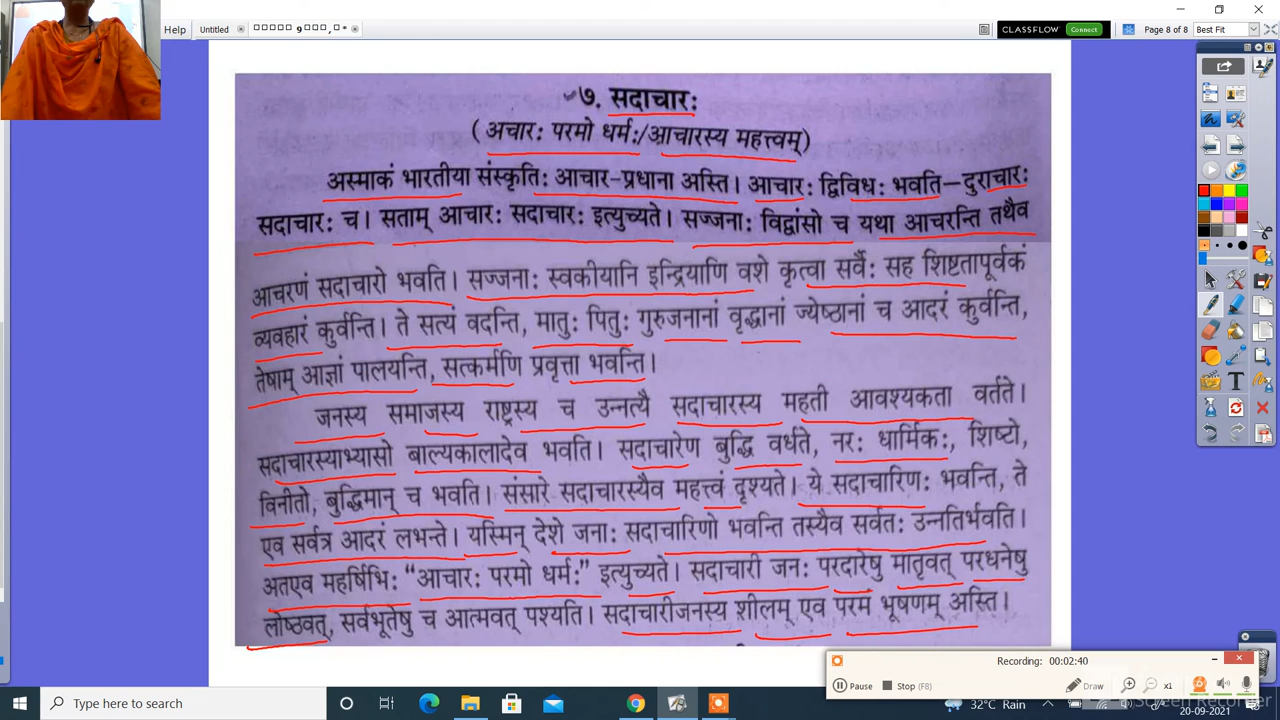 Help
Untitled
CLASSFLOW
Connect
Page 8 of 8
Best Fit
७. सदाचारः
( अचारः परमो धर्मः/आचारस्य महत्त्वम्)
अस्माकं भारतीया संस्कृतिः आचार-प्रधाना अस्ति। आचारः द्विविधः भवति—दुराचारः
सदाचारः च। सताम् आचारः सदाचारः इत्युच्यते। सज्जनाः विद्वांसो च यथा आचरन्ति तथैव
आचरणं सदाचारो भवति। सज्जनाः स्वकीयानि इन्द्रियाणि वशे कृत्वा सर्वैः सह शिष्टतापूर्वकं
व्यवहारं कुर्वन्ति। ते सत्यं वदन्ति, मातुः पितुः गुरुजनानां वृद्धानां ज्येष्ठानां च आदरं कुर्वन्ति,
तेषाम् आज्ञां पालयन्ति, सत्कर्मणि प्रवृत्ता भवन्ति।
जनस्य समाजस्य राष्ट्रस्य च उन्नत्यै सदाचारस्य महती आवश्यकता वर्तते।
सदाचारस्याभ्यासो बाल्यकालादेव भवति। सदाचारेण बुद्धि वर्धते, नरः धार्मिकः, शिष्टो,
विनीतो, बुद्धिमान् च भवति। संसारे सदाचारस्यैव महत्त्वं दृश्यते। ये सदाचारिणः भवन्ति, ते
एव सर्वत्र आदरं लभन्ते। यस्मिन् देशे जनाः सदाचारिणो भवन्ति तस्यैव सर्वतः उन्नतिर्भवति।
अतएव महर्षिभिः “आचारः परमो धर्मः” इत्युच्यते। सदाचारी जनः परदारेषु मातृवत् परधनेषु
लोष्ठवत्, सर्वभूतेषु च आत्मवत् पश्यति। सदाचारीजनस्य शीलम् एव परमं भूषणम् अस्ति।
Recording: 00:02:40
Pause
Stop (F8)
x1
Draw
Type here to search
32°C Rain
20-09-2021